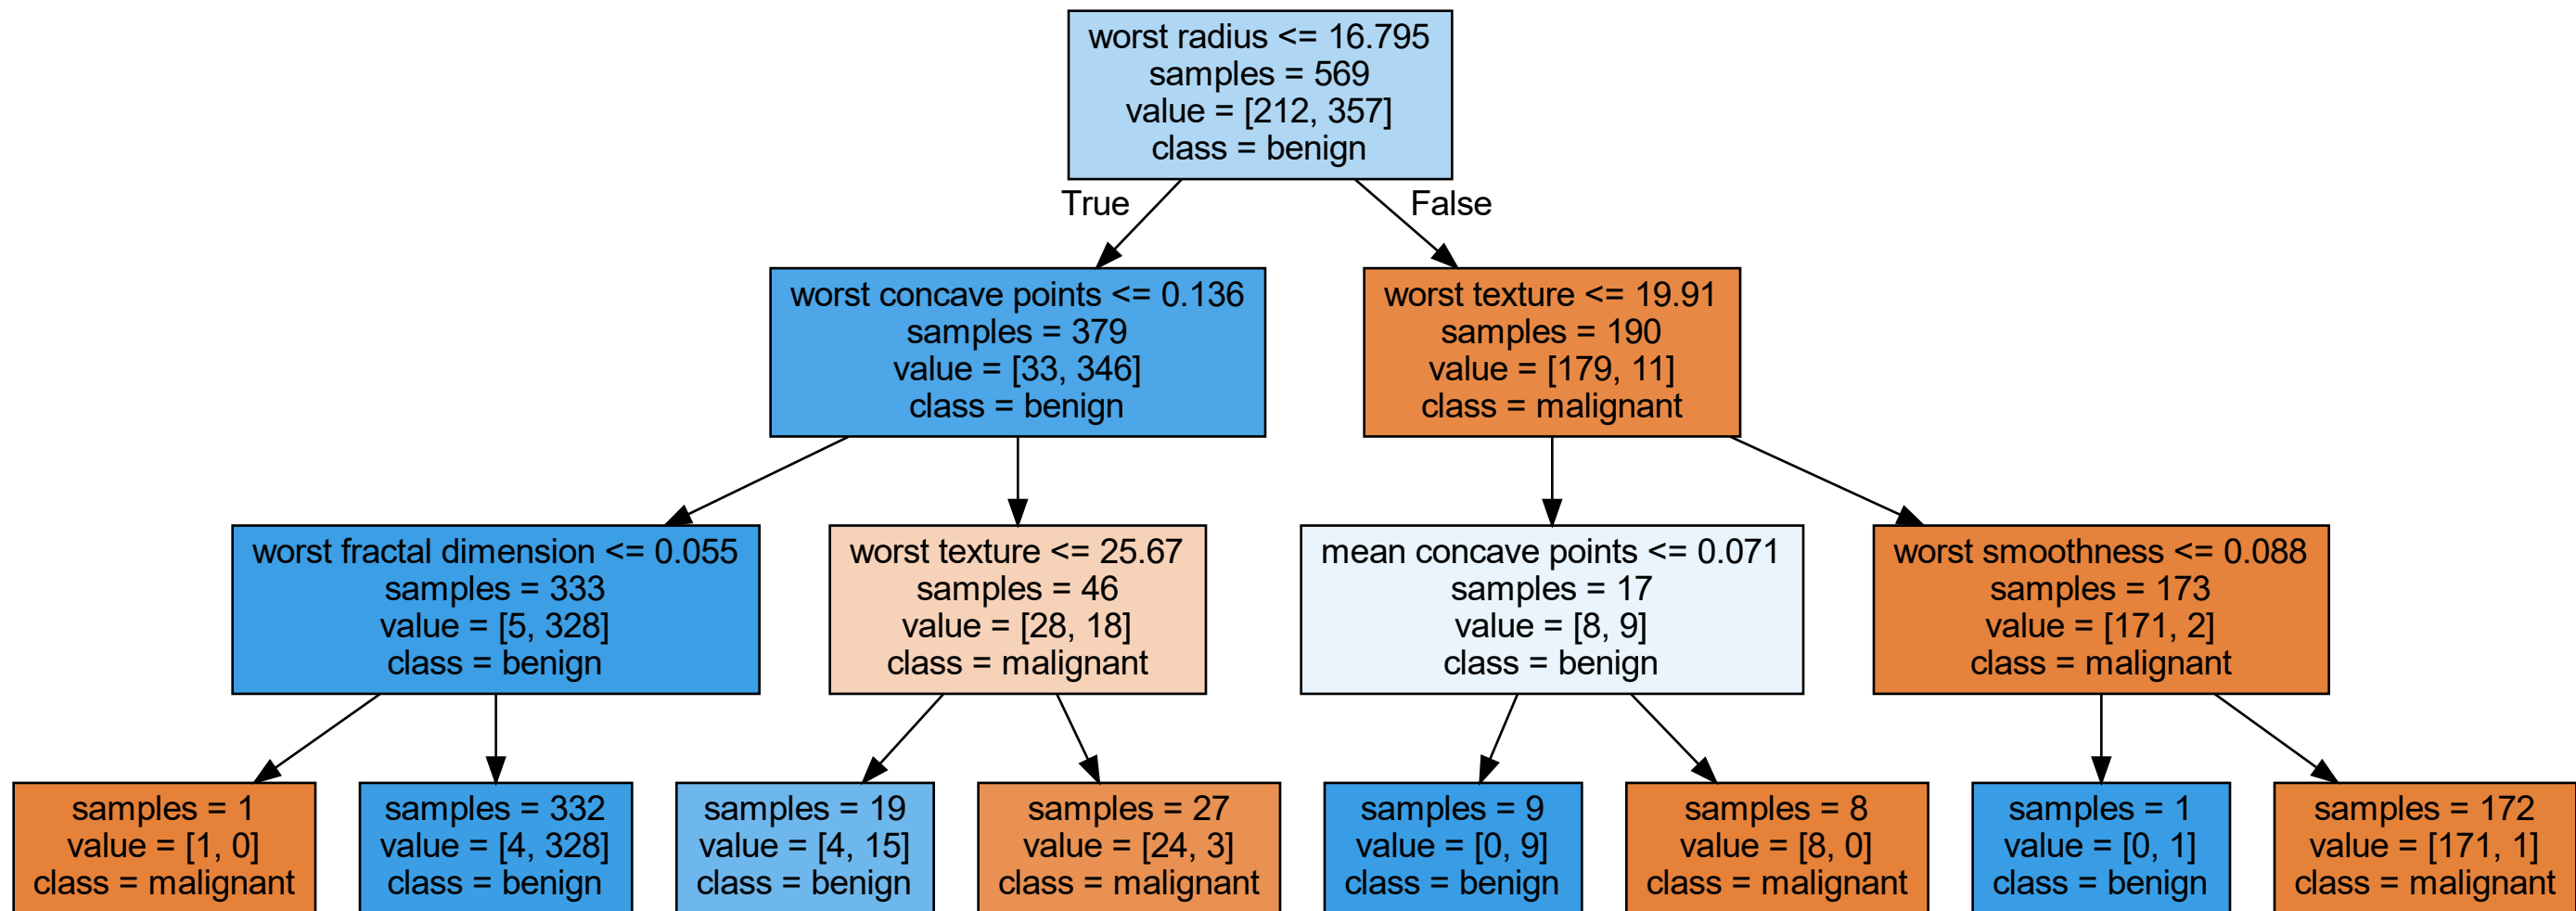 worst radius <= 16.795
samples = 569
value = [212, 357]
class = benign
True
False
worst concave points <= 0.136
samples = 379
value = [33, 346]
class = benign
worst texture <= 19.91
samples = 190
value = [179, 11]
class = malignant
worst fractal dimension <= 0.055
samples = 333
value = [5, 328]
class = benign
worst texture <= 25.67
samples = 46
value = [28, 18]
class = malignant
mean concave points <= 0.071
samples = 17
value = [8, 9]
class = benign
worst smoothness <= 0.088
samples = 173
value = [171, 2]
class = malignant
samples = 1
value = [1, 0]
class = malignant
samples = 332
value = [4, 328]
class = benign
samples = 19
value = [4, 15]
class = benign
samples = 27
value = [24, 3]
class = malignant
samples = 9
value = [0, 9]
class = benign
samples = 8
value = [8, 0]
class = malignant
samples = 1
value = [0, 1]
class = benign
samples = 172
value = [171, 1]
class = malignant